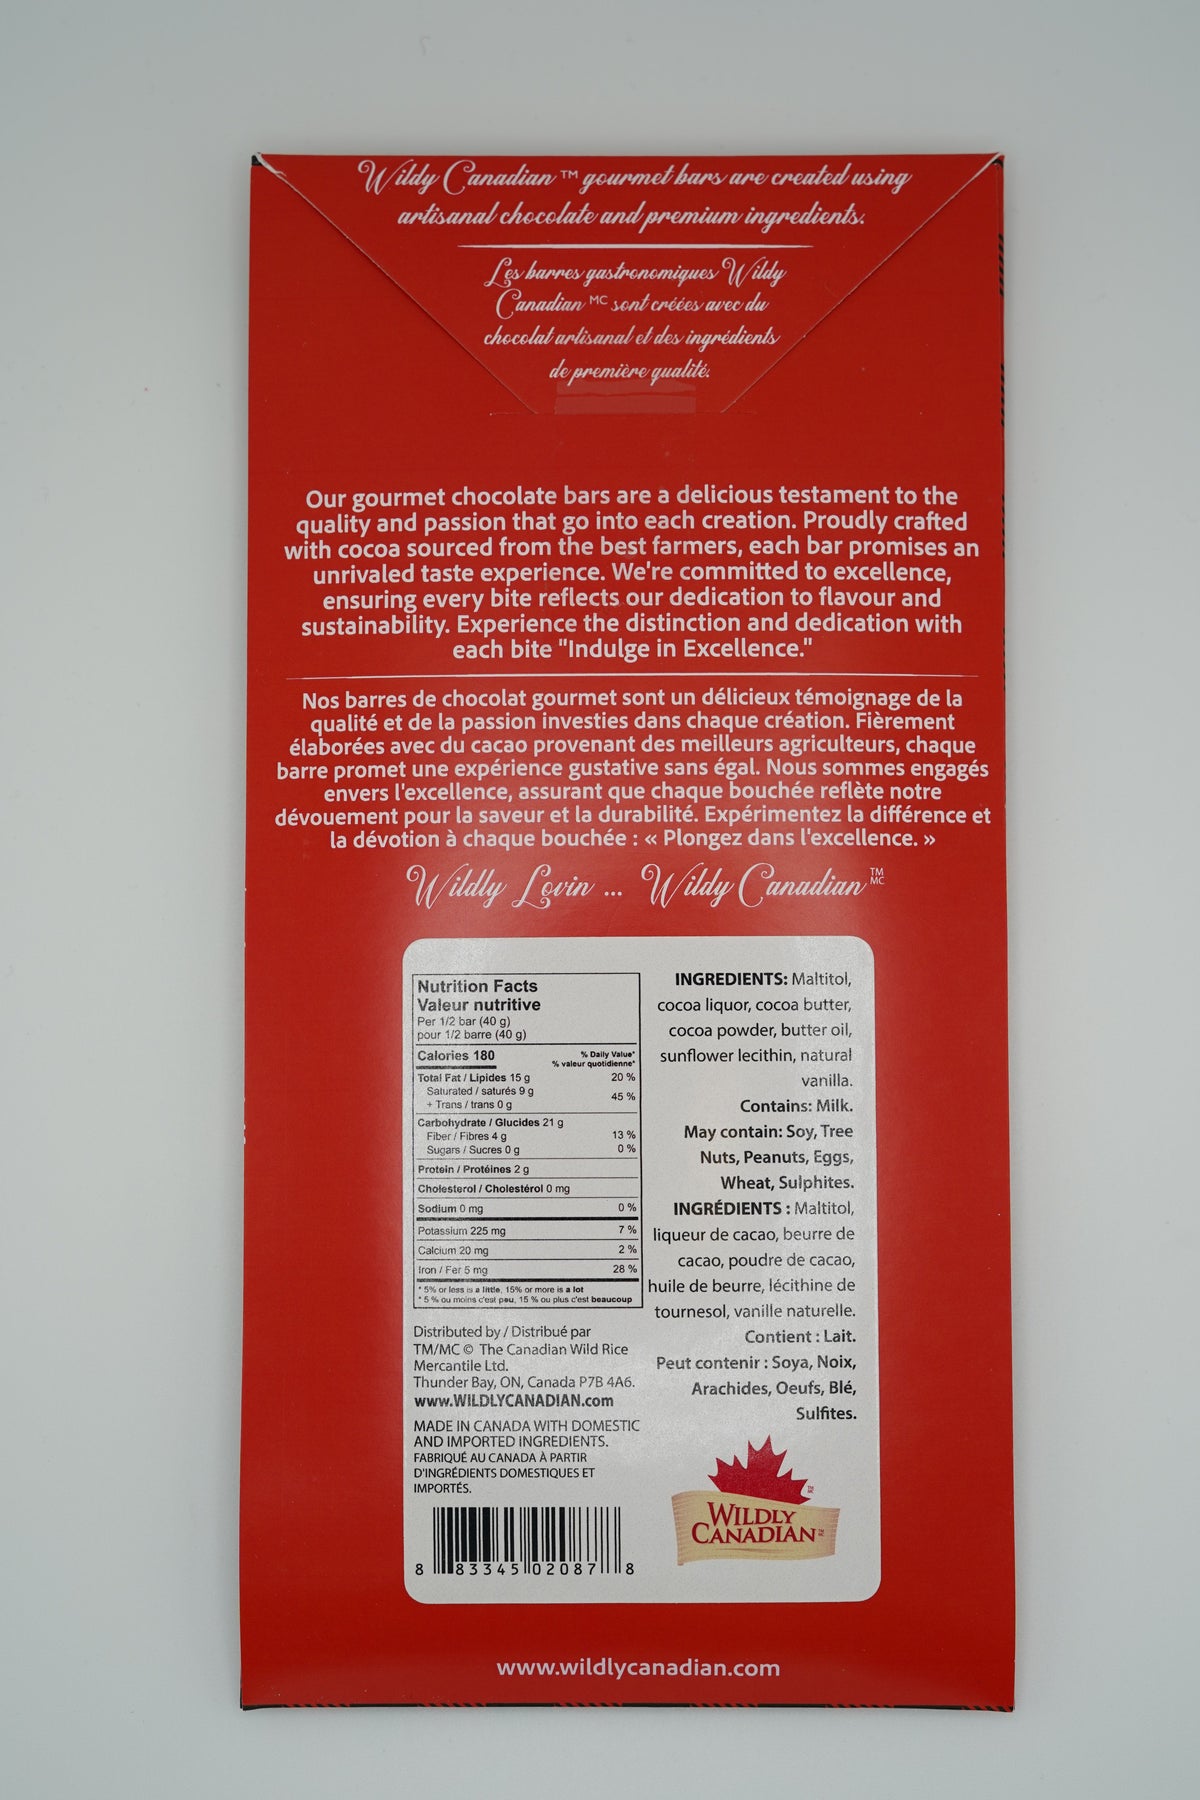 Wildy Canadian ™ gourmet bars are created using
artisanal chocolate and premium ingredients.
Les barres gastronomiques Wildy
Canadian MC sont créées avec du
chocolat artisanal et des ingrédients
de première qualité.
Our gourmet chocolate bars are a delicious testament to the
quality and passion that go into each creation. Proudly crafted
with cocoa sourced from the best farmers, each bar promises an
unrivaled taste experience. We're committed to excellence,
ensuring every bite reflects our dedication to flavour and
sustainability. Experience the distinction and dedication with
each bite "Indulge in Excellence."
Nos barres de chocolat gourmet sont un délicieux témoignage de la
qualité et de la passion investies dans chaque création. Fièrement
élaborées avec du cacao provenant des meilleurs agriculteurs, chaque
barre promet une expérience gustative sans égal. Nous sommes engagés
envers l'excellence, assurant que chaque bouchée reflète notre
dévouement pour la saveur et la durabilité. Expérimentez la différence et
la dévotion à chaque bouchée : « Plongez dans l'excellence. »
Wildly Lovin ... Wildy Canadian TM MC
Nutrition Facts
Valeur nutritive
Per 1/2 bar (40 g)
pour 1/2 barre (40 g)
Calories 180
% Daily Value*
% valeur quotidienne*
Total Fat / Lipides 15 g 20 %
Saturated / saturés 9 g
+ Trans / trans 0 g 45 %
Carbohydrate / Glucides 21 g
Fiber / Fibres 4 g 13 %
Sugars / Sucres 0 g 0 %
Protein / Protéines 2 g
Cholesterol / Cholestérol 0 mg
Sodium 0 mg 0 %
Potassium 225 mg 7 %
Calcium 20 mg 2 %
Iron / Fer 5 mg 28 %
* 5% or less is a little, 15% or more is a lot
* 5 % ou moins c'est peu, 15 % ou plus c'est beaucoup
Distributed by / Distribué par
TM/MC © The Canadian Wild Rice
Mercantile Ltd.
Thunder Bay, ON, Canada P7B 4A6.
www.WILDLYCANADIAN.com
MADE IN CANADA WITH DOMESTIC
AND IMPORTED INGREDIENTS.
FABRIQUÉ AU CANADA À PARTIR
D'INGRÉDIENTS DOMESTIQUES ET
IMPORTÉS.
8 83345 02087 8
INGREDIENTS: Maltitol,
cocoa liquor, cocoa butter,
cocoa powder, butter oil,
sunflower lecithin, natural
vanilla.
Contains: Milk.
May contain: Soy, Tree
Nuts, Peanuts, Eggs,
Wheat, Sulphites.
INGRÉDIENTS : Maltitol,
liqueur de cacao, beurre de
cacao, poudre de cacao,
huile de beurre, lécithine de
tournesol, vanille naturelle.
Contient : Lait.
Peut contenir : Soya, Noix,
Arachides, Oeufs, Blé,
Sulfites.
TM MC
WILDLY
CANADIAN TM MC
www.wildlycanadian.com